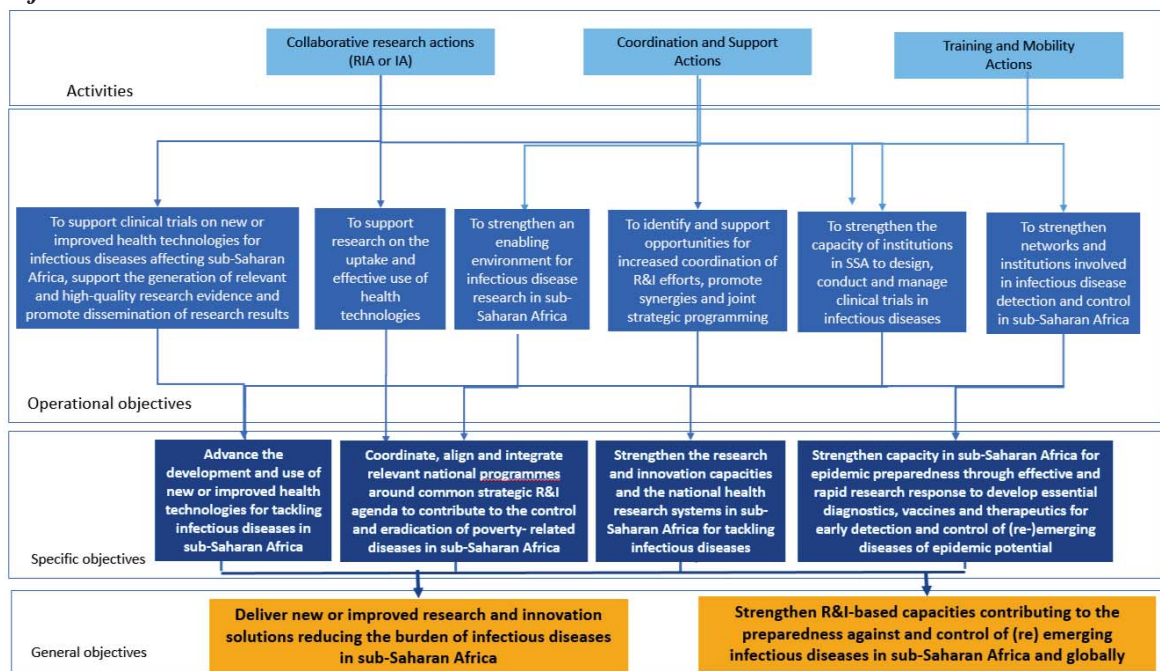 Collaborative research actions
(RIA or IA)
Coordination and Support
Actions
Training and Mobility
Actions
Activities
To support clinical trials on new or
improved health technologies for
infectious diseases affecting sub-Saharan
Africa, support the generation of relevant
and high-quality research evidence and
promote dissemination of research results
To support
research on the
uptake and
effective use of
health
technologies
To strengthen an
enabling
environment for
infectious disease
research in sub-
Saharan Africa
To identify and support
opportunities for
increased coordination of
R&I efforts, promote
synergies and joint
strategic programming
To strengthen the
capacity of institutions
in SSA to design,
conduct and manage
clinical trials in
infectious diseases
To strengthen
networks and
institutions involved
in infectious disease
detection and control
in sub-Saharan Africa
Operational objectives
Advance the
development and use of
new or improved health
technologies for tackling
infectious diseases in
sub-Saharan Africa
Coordinate, align and integrate
relevant national programmes
around common strategic R&I
agenda to contribute to the control
and eradication of poverty- related
diseases in sub-Saharan Africa
Strengthen the research
and innovation capacities
and the national health
research systems in sub-
Saharan Africa for tackling
infectious diseases
Strengthen capacity in sub-Saharan Africa for
epidemic preparedness through effective and
rapid research response to develop essential
diagnostics, vaccines and therapeutics for
early detection and control of (re-)emerging
diseases of epidemic potential
Specific objectives
Deliver new or improved research and innovation
solutions reducing the burden of infectious diseases
in sub-Saharan Africa
Strengthen R&I-based capacities contributing to the
preparedness against and control of (re) emerging
infectious diseases in sub-Saharan Africa and globally
General objectives